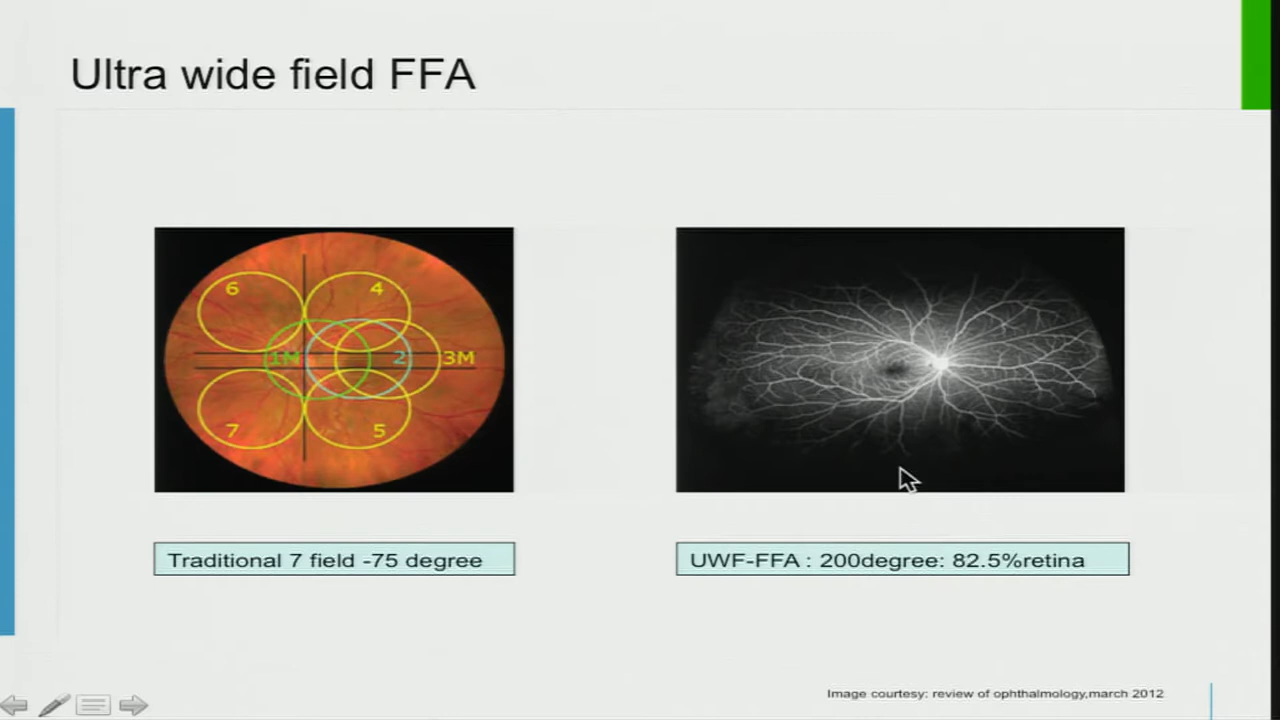 Ultra wide field FFA
6
4
1M
2
3M
7
5
Traditional 7 field -75 degree
UWF-FFA : 200degree: 82.5%retina
Image courtesy: review of ophthalmology,march 2012